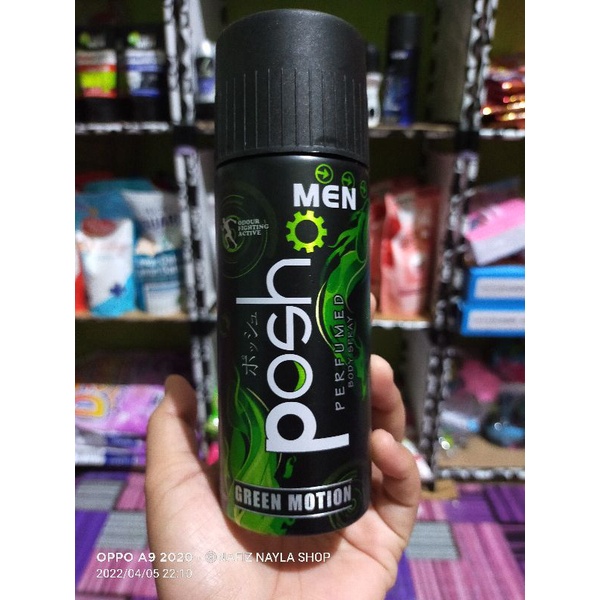 MEN
ODOUR
FIGHTING
ACTIVE
posh
ポッシュ
PERFUMED
BODY SPRAY
GREEN MOTION
OPPO A9 2020
NAYLA SHOP
2022/04/05 22:19